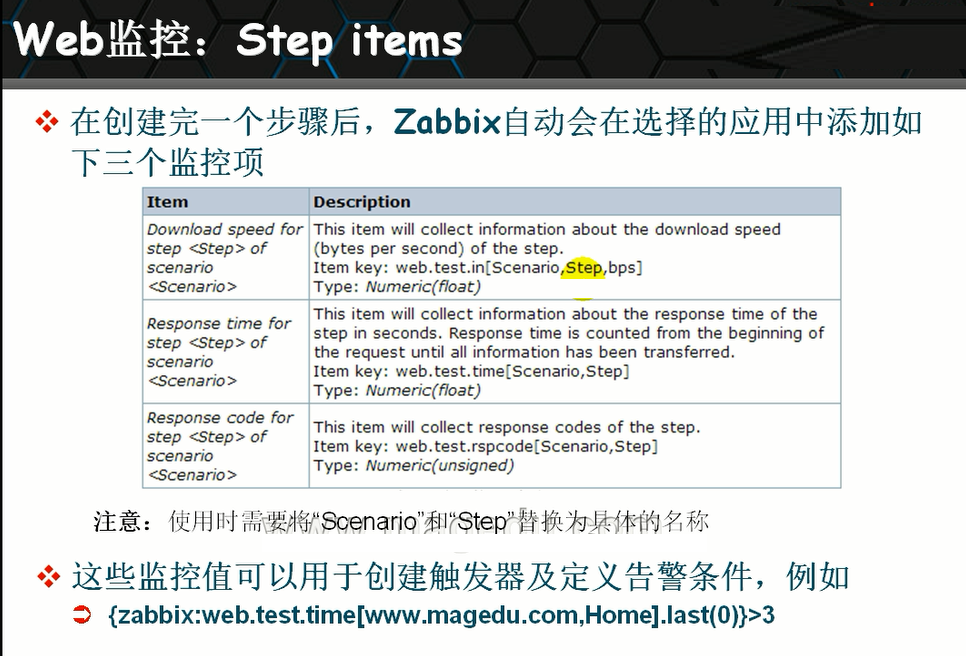 Web监控：Step items
在创建完一个步骤后，Zabbix自动会在选择的应用中添加如
下三个监控项
Item
Description
Download speed for
step <Step> of
scenario
<Scenario>
This item will collect information about the download speed
(bytes per second) of the step.
Item key: web.test.in[Scenario,Step,bps]
Type: Numeric(float)
Response time for
step <Step> of
scenario
<Scenario>
This item will collect information about the response time of the
step in seconds. Response time is counted from the beginning of
the request until all information has been transferred.
Item key: web.test.time[Scenario,Step]
Type: Numeric(float)
Response code for
step <Step> of
scenario
<Scenario>
This item will collect response codes of the step.
Item key: web.test.rspcode[Scenario,Step]
Type: Numeric(unsigned)
注意：使用时需要将“Scenario”和“Step”替换为具体的名称
这些监控值可以用于创建触发器及定义告警条件，例如
{zabbix:web.test.time[www.magedu.com,Home].last(0)}>3